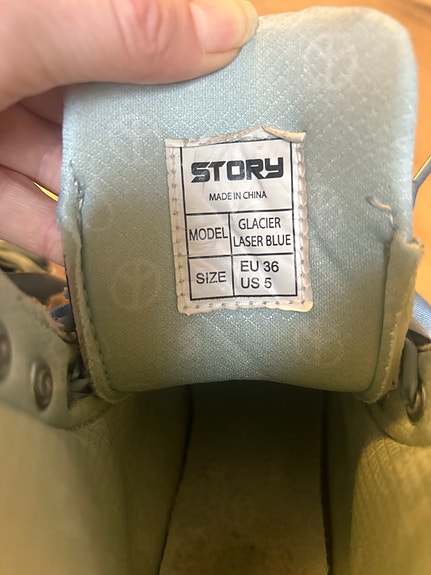 STORY
MADE IN CHINA
MODEL GLACIER LASER BLUE
SIZE EU 36 US 5